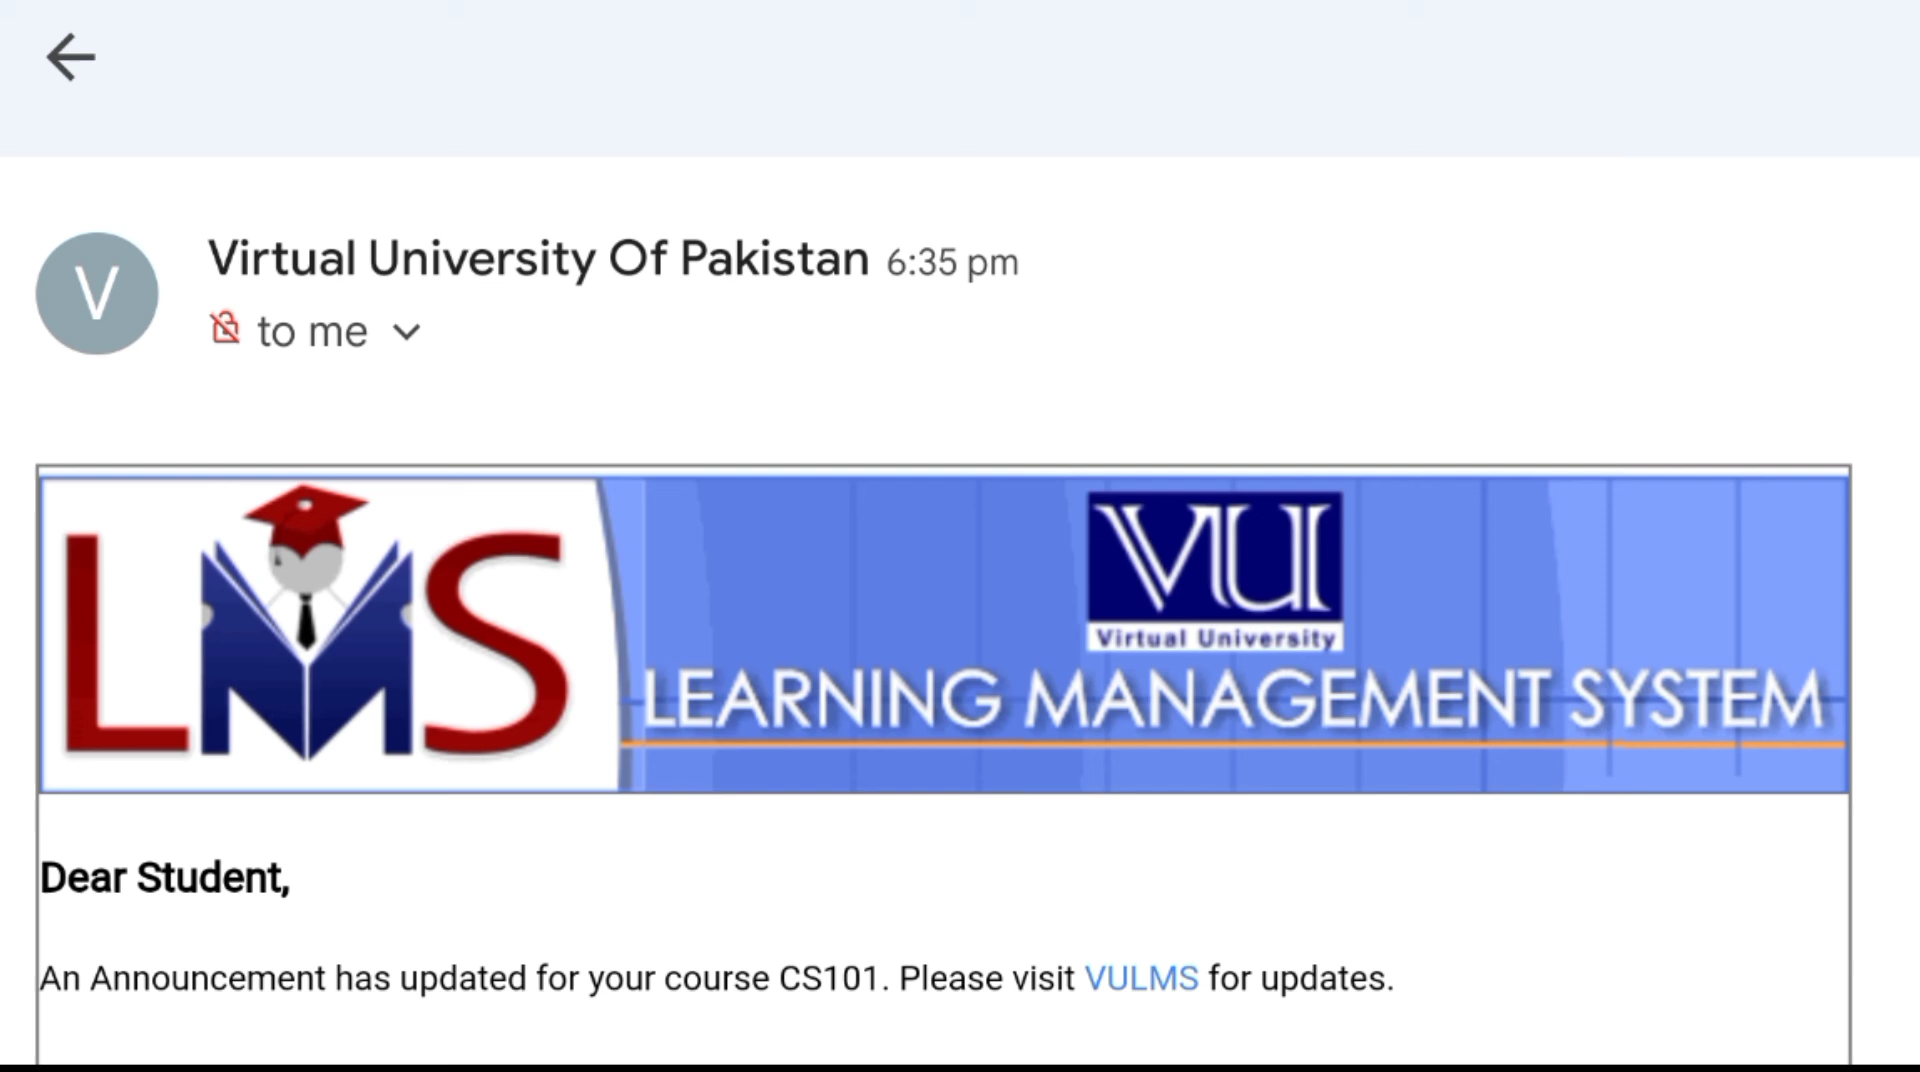 V
Virtual University Of Pakistan 6:35 pm
to me
LMS
VU
Virtual University
LEARNING MANAGEMENT SYSTEM
Dear Student,
An Announcement has updated for your course CS101. Please visit VULMS for updates.